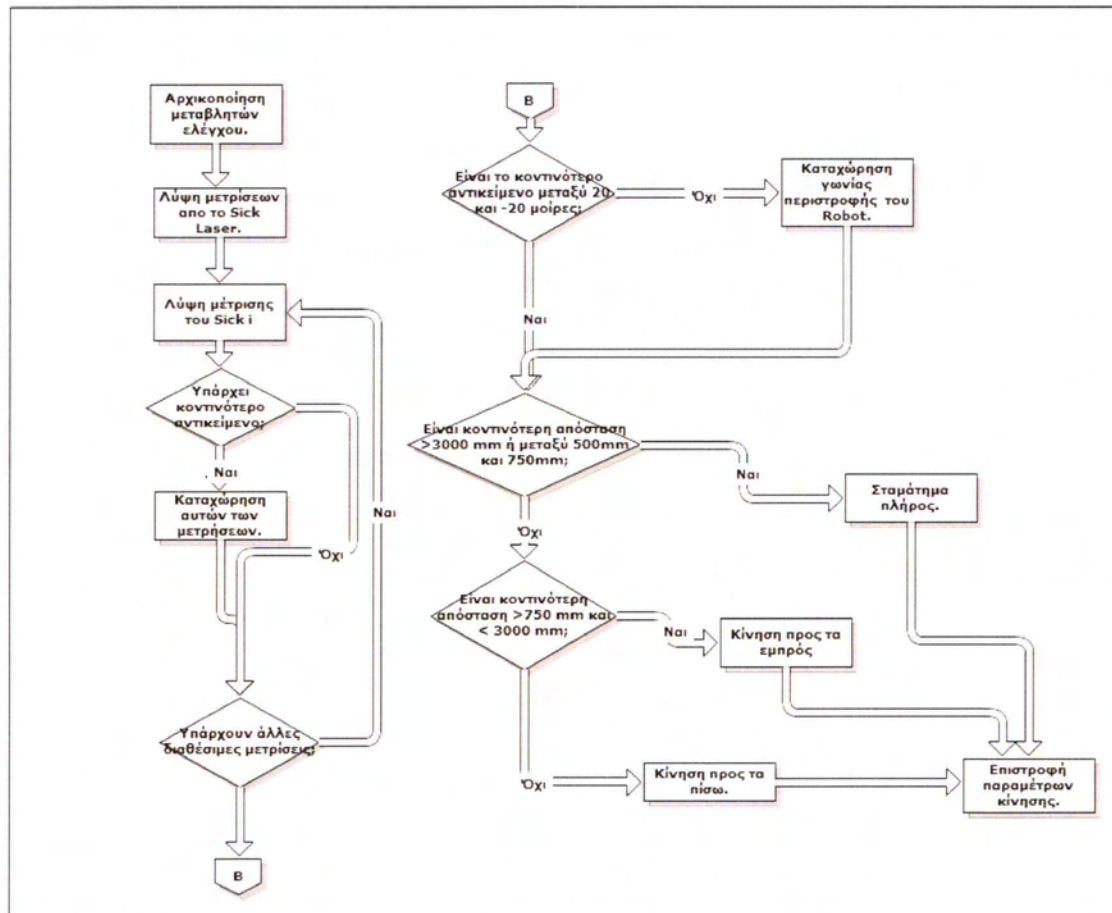 Αρχικοποίηση
μεταβλητών
ελέγχου.
Λύψη μετρίσεων
απο το Sick
Laser.
Λύψη μέτρισης
του Sick i
Υπάρχει
κοντινότερο
αντικείμενο;
Ναι
Καταχώρηση
αυτών των
μετρήσεων.
Όχι
Ναι
Υπάρχουν άλλες
διαθέσιμες μετρίσεις;
B
B
Είναι το κοντινότερο
αντικείμενο μεταξύ 20
και -20 μοίρες;
Όχι
Καταχώρηση
γωνίας
περιστροφής του
Robot.
Ναι
Είναι κοντινότερη απόσταση
>3000 mm ή μεταξύ 500mm
και 750mm;
Ναι
Σταμάτημα
πλήρος.
Όχι
Είναι κοντινότερη
απόσταση >750 mm και
< 3000 mm;
Ναι
Κίνηση προς τα
εμπρός
Όχι
Κίνηση προς τα
πίσω.
Επιστροφή
παραμέτρων
κίνησης.